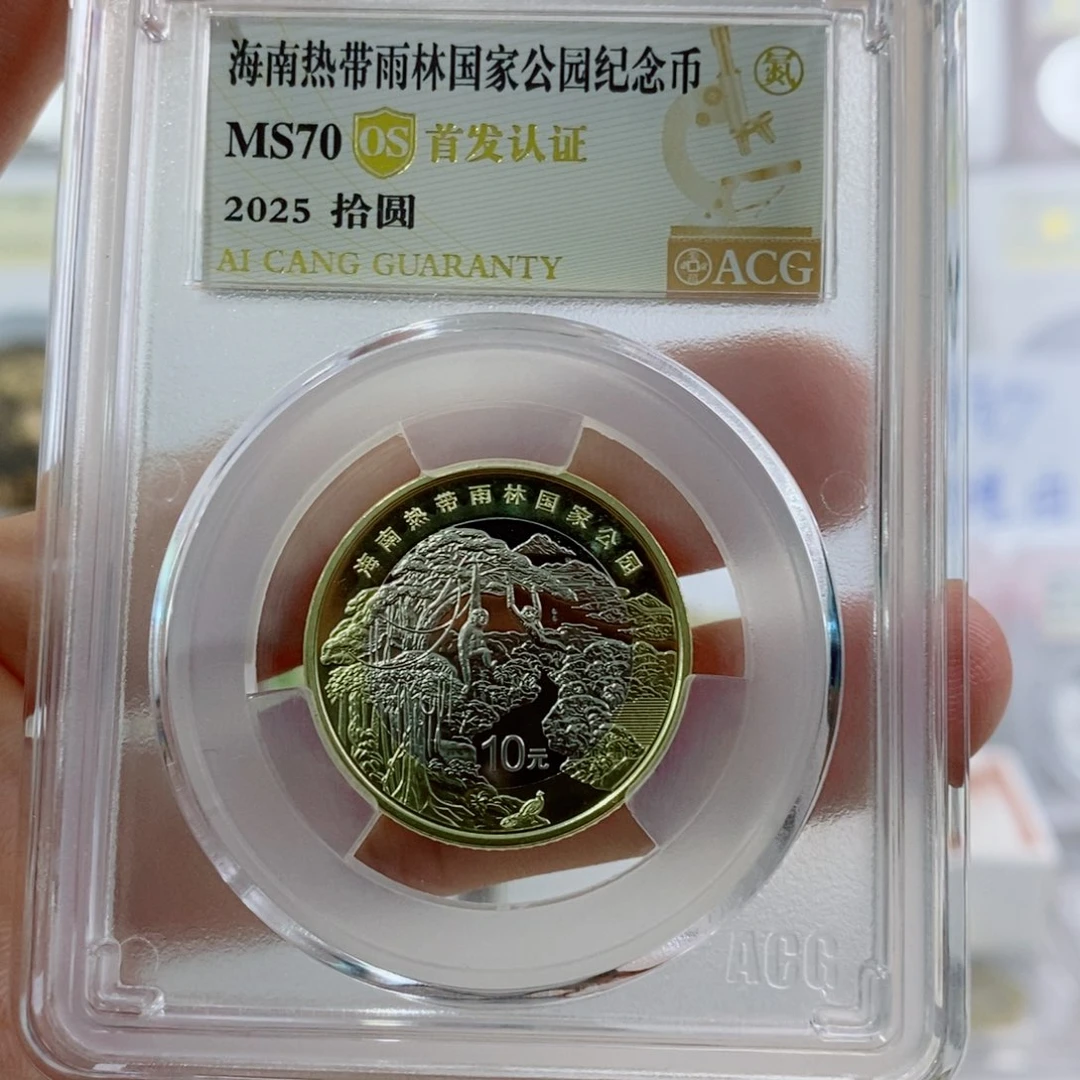 海南热带雨林国家公园纪念币
氮
MS70 OS 首发认证
2025 拾圆
AI CANG GUARANTY
ACG
海南热带雨林国家公园
10元
ACG